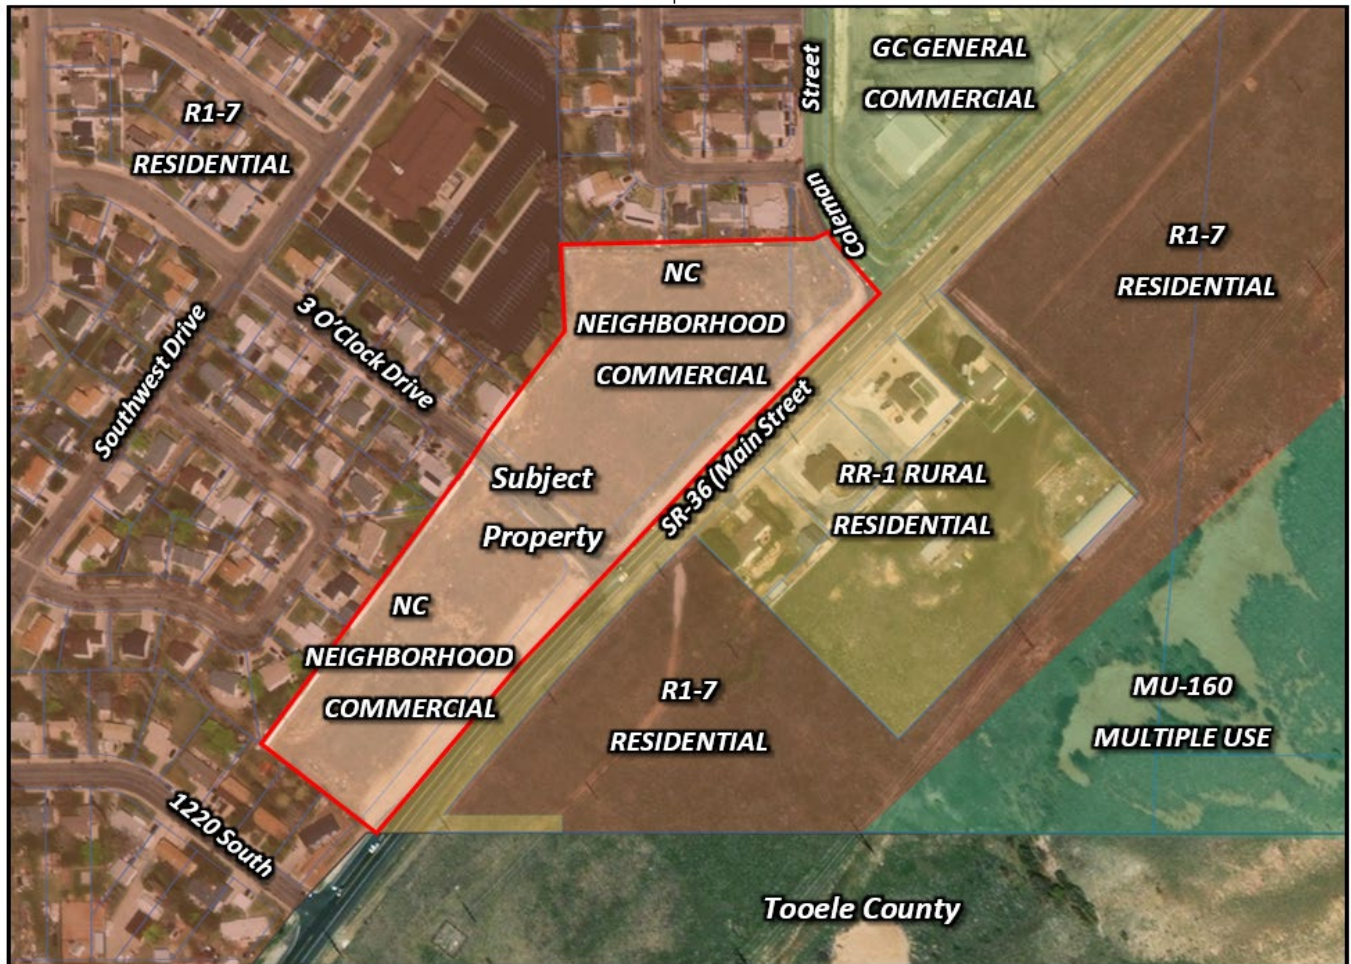 GC GENERAL
COMMERCIAL
Street
R1-7
RESIDENTIAL
Coleman
R1-7
RESIDENTIAL
NC
NEIGHBORHOOD
COMMERCIAL
3 O'Clock Drive
Southwest Drive
SR-36 (Main Street
Subject
Property
RR-1 RURAL
RESIDENTIAL
NC
NEIGHBORHOOD
COMMERCIAL
R1-7
RESIDENTIAL
MU-160
MULTIPLE USE
1220 South
Tooele County